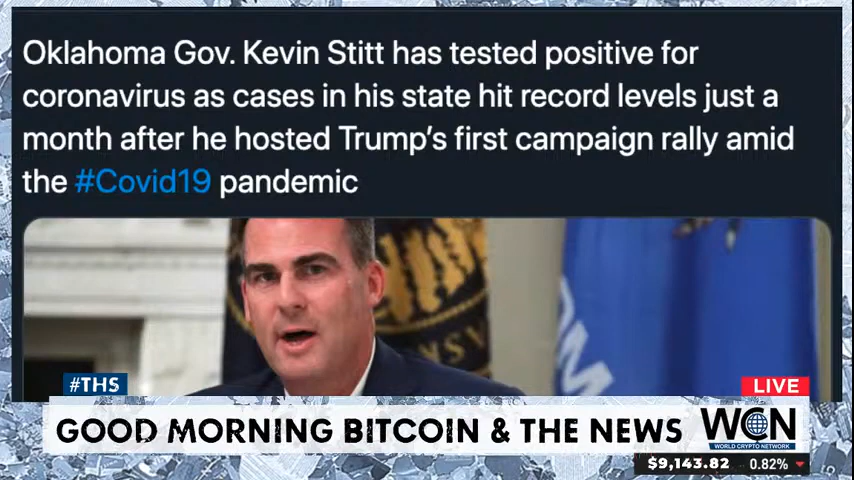 Oklahoma Gov. Kevin Stitt has tested positive for
coronavirus as cases in his state hit record levels just a
month after he hosted Trump's first campaign rally amid
the #Covid19 pandemic
#THS
LIVE
GOOD MORNING BITCOIN & THE NEWS
WCN
WORLD CRYPTO NETWORK
$9,143.82 0.82%